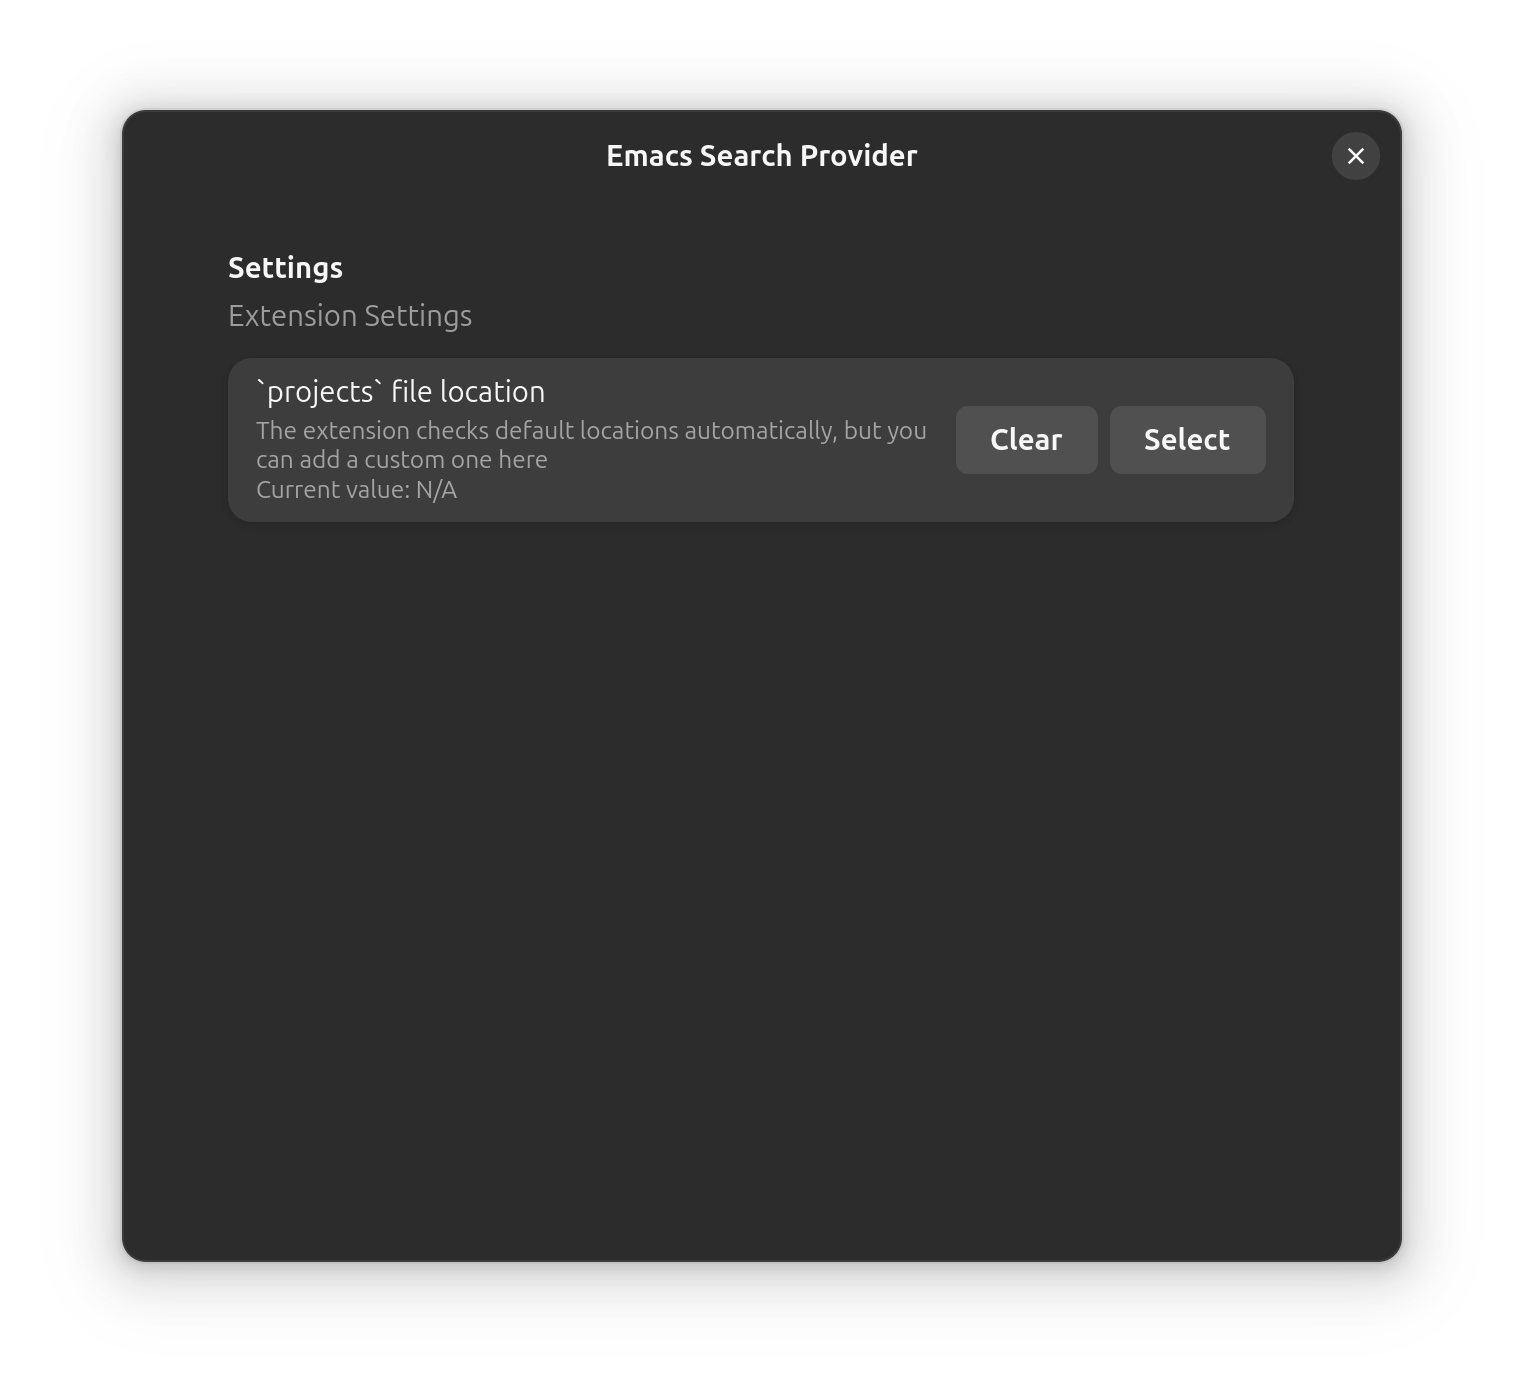 Emacs Search Provider
Settings
Extension Settings
`projects` file location
The extension checks default locations automatically, but you
can add a custom one here
Current value: N/A
Clear
Select